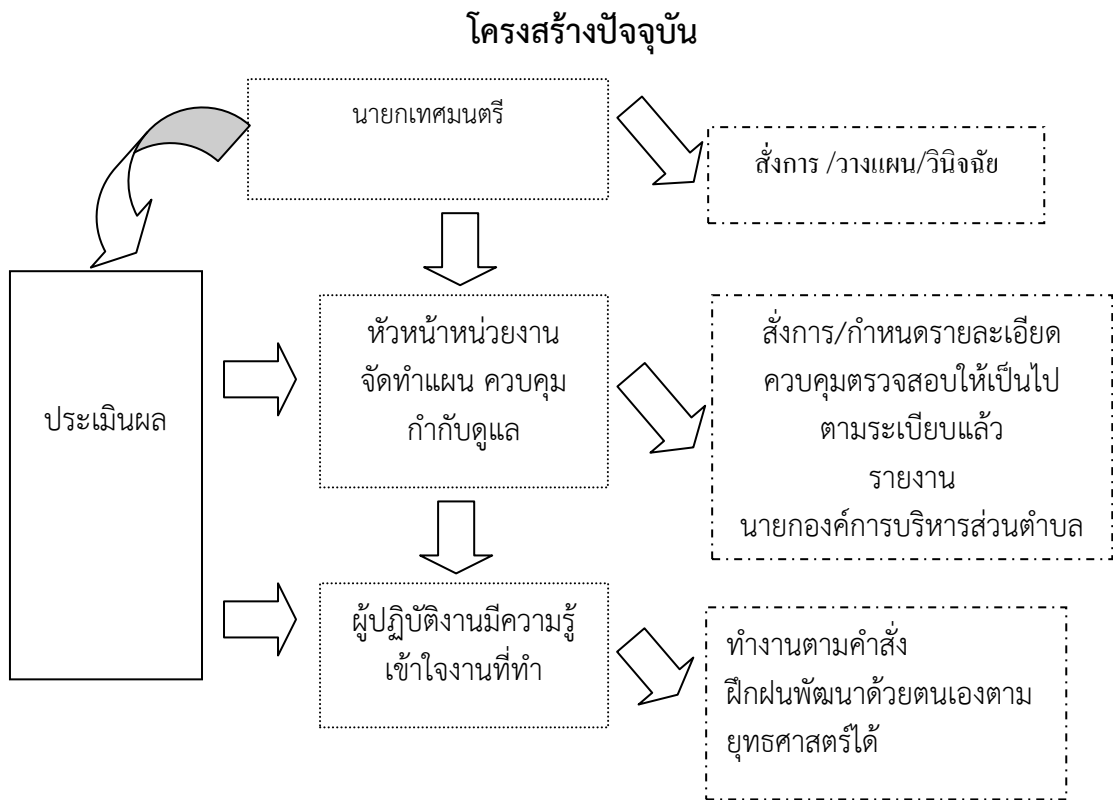 โครงสร้างปัจจุบัน
นายกเทศมนตรี
สั่งการ /วางแผน/วินิจฉัย
หัวหน้าหน่วยงาน
จัดทำแผน ควบคุม
กำกับดูแล
สั่งการ/กำหนดรายละเอียด
ควบคุมตรวจสอบให้เป็นไป
ตามระเบียบแล้ว
รายงาน
นายกองค์การบริหารส่วนตำบล
ประเมินผล
ผู้ปฏิบัติงานมีความรู้
เข้าใจงานที่ทำ
ทำงานตามคำสั่ง
ฝึกฝนพัฒนาด้วยตนเองตาม
ยุทธศาสตร์ได้